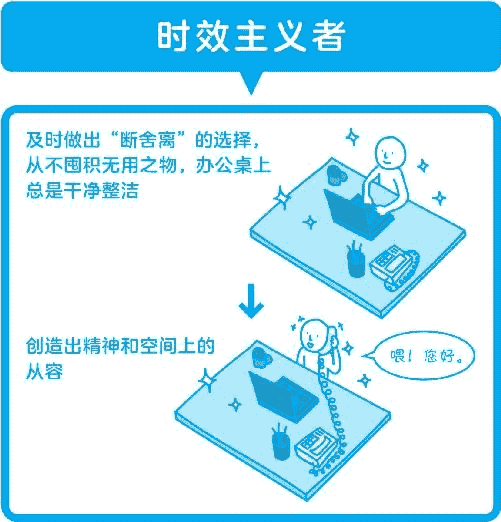 时效主义者
及时做出“断舍离”的选择，
从不囤积无用之物，办公桌上
总是干净整洁
创造出精神和空间上的
从容
喂！您好。